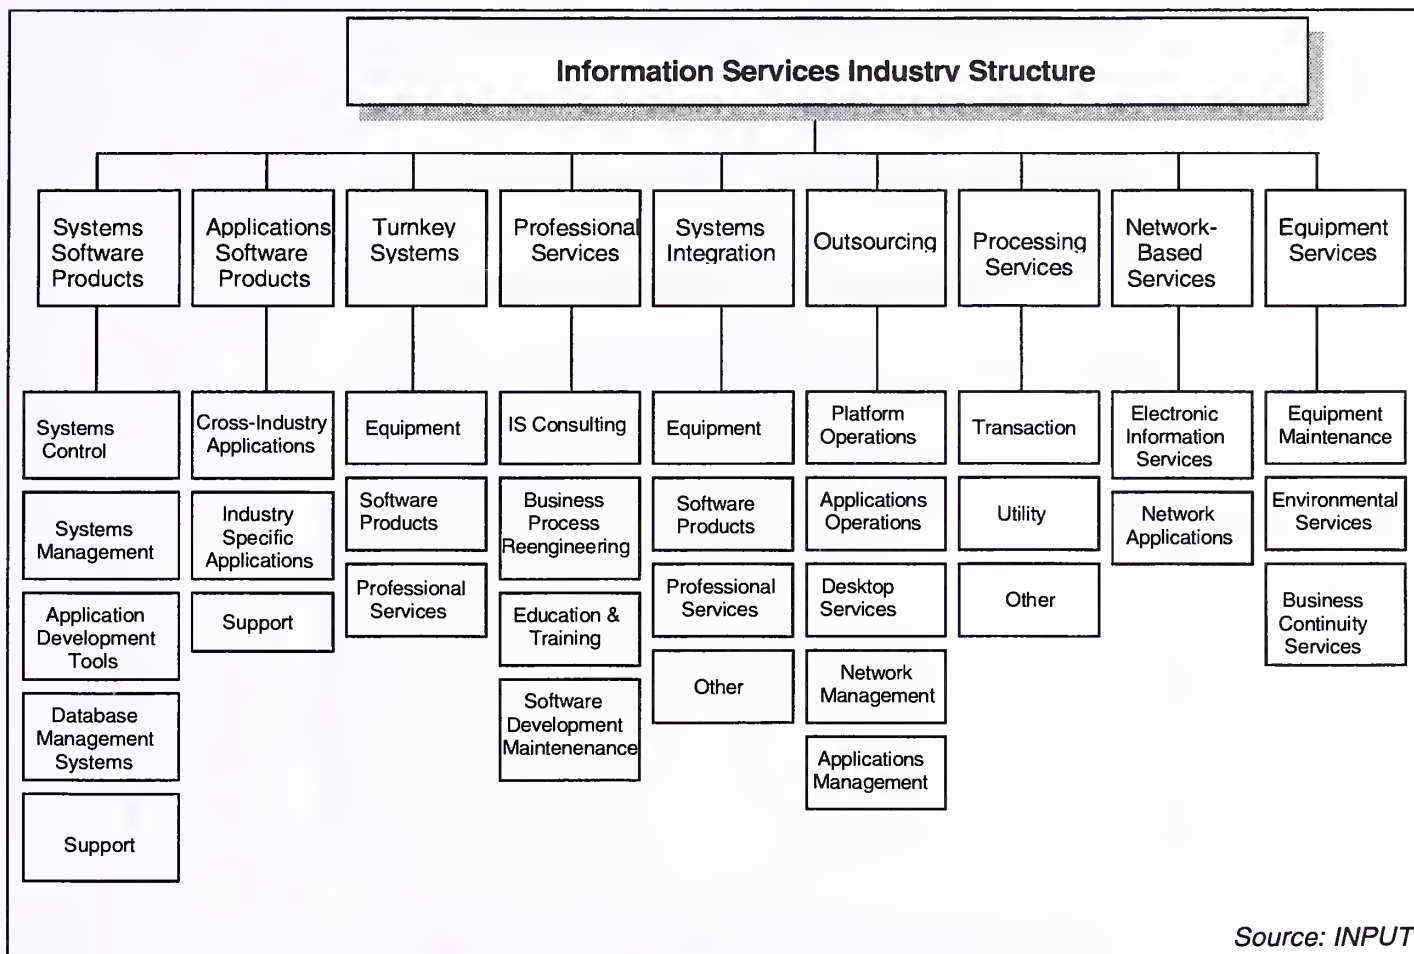 Information Services Industry Structure
Systems
Software
Products
Applications
Software
Products
Turnkey
Systems
Professional
Services
Systems
Integration
Outsourcing
Processing
Services
Network-
Based
Services
Equipment
Services
Systems
Control
Systems
Management
Application
Development
Tools
Database
Management
Systems
Support
Cross-Industry
Applications
Industry
Specific
Applications
Support
Equipment
Software
Products
Professional
Services
IS Consulting
Business
Process
Reengineering
Education &
Training
Software
Development
Maintenenance
Equipment
Software
Products
Professional
Services
Other
Platform
Operations
Applications
Operations
Desktop
Services
Network
Management
Applications
Management
Transaction
Utility
Other
Electronic
Information
Services
Network
Applications
Equipment
Maintenance
Environmental
Services
Business
Continuity
Services
Source: INPUT